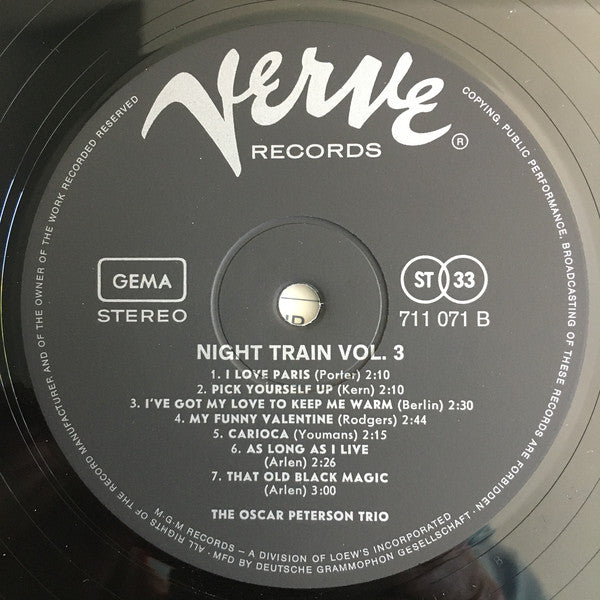 VERVE
RECORDS
®
GEMA
STEREO
ST 33
711 071 B
NIGHT TRAIN VOL. 3
1. I LOVE PARIS (Porter) 2:10
2. PICK YOURSELF UP (Kern) 2:10
3. I'VE GOT MY LOVE TO KEEP ME WARM (Berlin) 2:30
4. MY FUNNY VALENTINE (Rodgers) 2:44
5. CARIOCA (Youmans) 2:15
6. AS LONG AS I LIVE
(Arlen) 2:26
7. THAT OLD BLACK MAGIC
(Arlen) 3:00
THE OSCAR PETERSON TRIO
M·G·M RECORDS – A DIVISION OF LOEW'S INCORPORATED
ALL RIGHTS OF THE RECORD MANUFACTURER AND OF THE OWNER OF THE WORK RECORDED RESERVED
COPYING, PUBLIC PERFORMANCE, BROADCASTING OF THESE RECORDS ARE FORBIDDEN
· MFD BY DEUTSCHE GRAMMOPHON GESELLSCHAFT ·